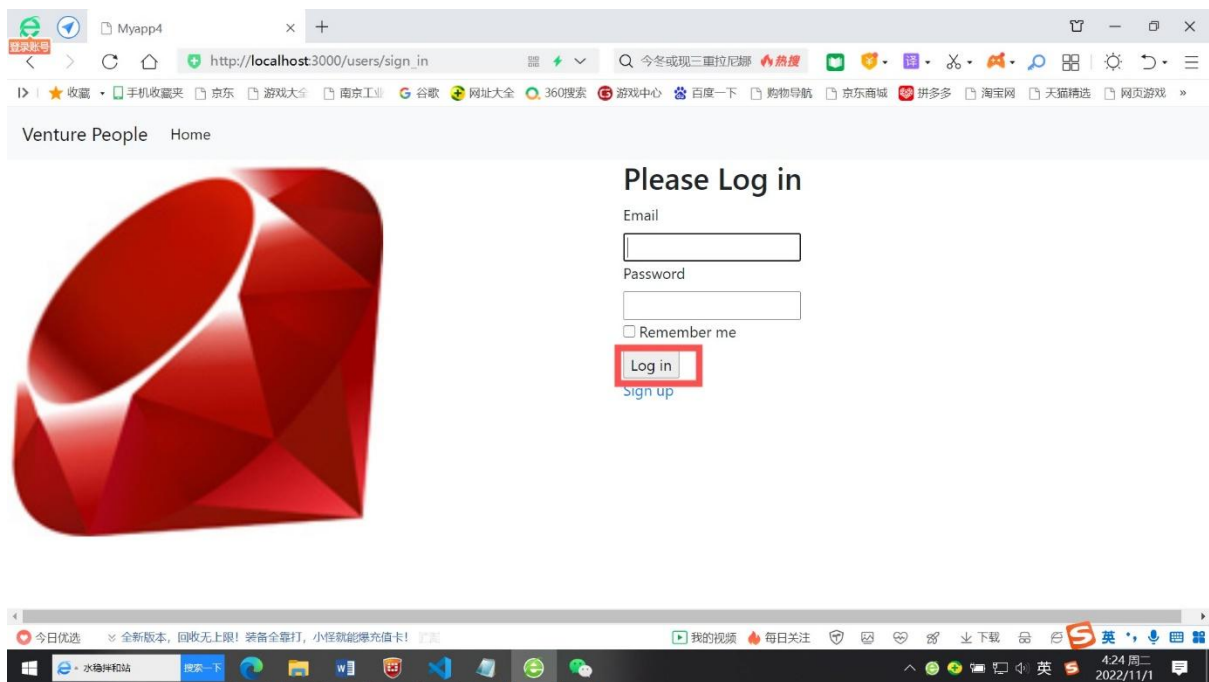 Myapp4
登录账号
http://localhost:3000/users/sign_in
今冬或现三重拉尼娜 热搜
译
收藏 手机收藏夹 京东 游戏大全 南京工业 G 谷歌 网址大全 360搜索 游戏中心 百度一下 购物导航 京东商城 拼多多 淘宝网 天猫精选 网页游戏 »
Venture People Home
Please Log in
Email
Password
Remember me
Log in
Sign up
今日优选 全新版本，回收无上限！装备全靠打，小怪就能爆充值卡！
我的视频 每日关注 下载 英
水稳拌和站 搜索一下 英 4:24 周二
2022/11/1